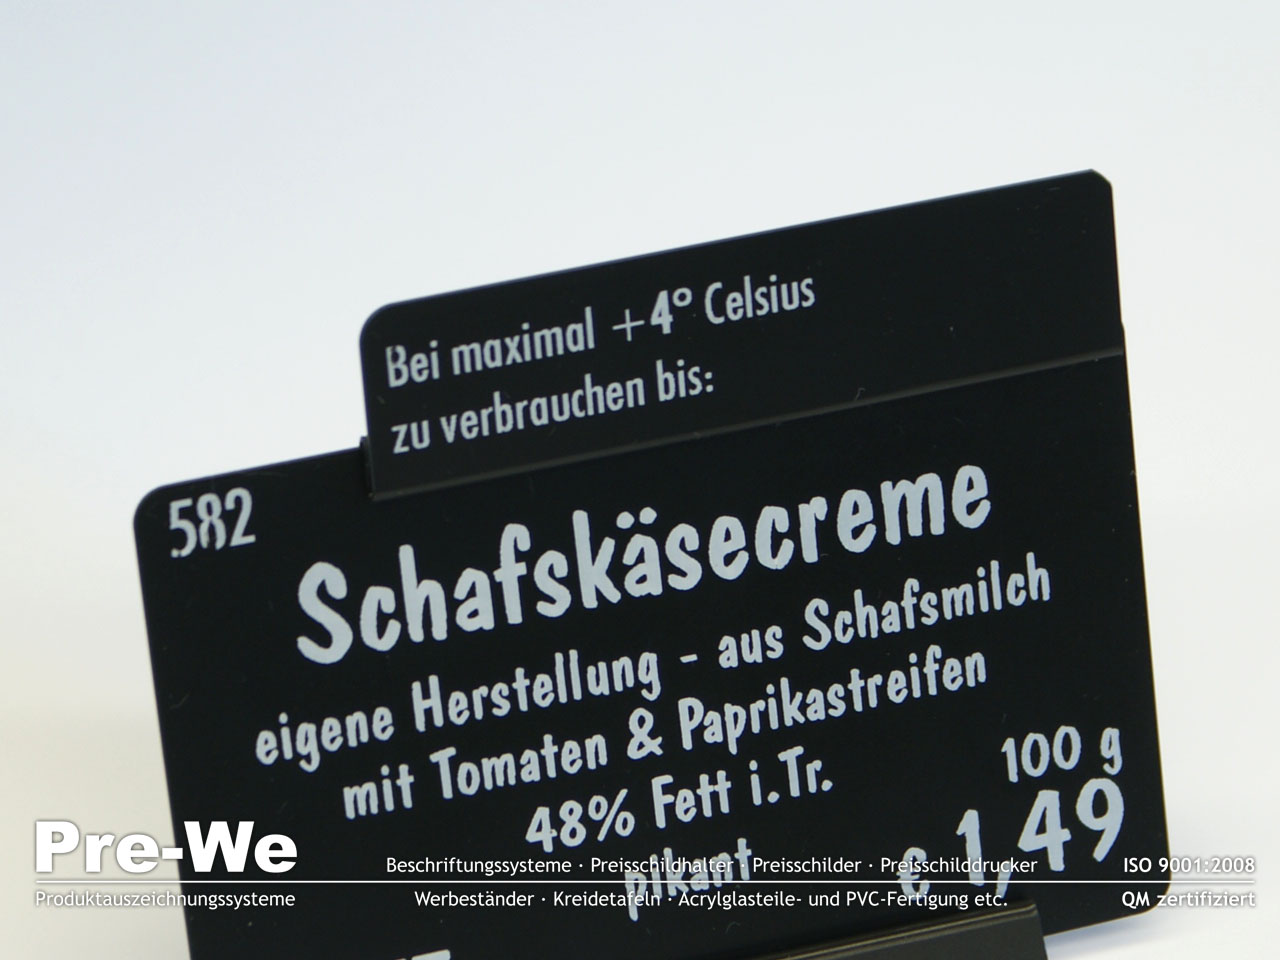 Bei maximal +4° Celsius
zu verbrauchen bis:
582
Schafskäsecreme
eigene Herstellung - aus Schafsmilch
mit Tomaten & Paprikastreifen
48% Fett i.Tr.
100 g
pikant
€ 1,49
Pre-We
Produktauszeichnungssysteme
Beschriftungssysteme · Preisschildhalter · Preisschilder · Preisschilddrucker
Werbeständer · Kreidetafeln · Acrylglasteile- und PVC-Fertigung etc.
ISO 9001:2008
QM zertifiziert